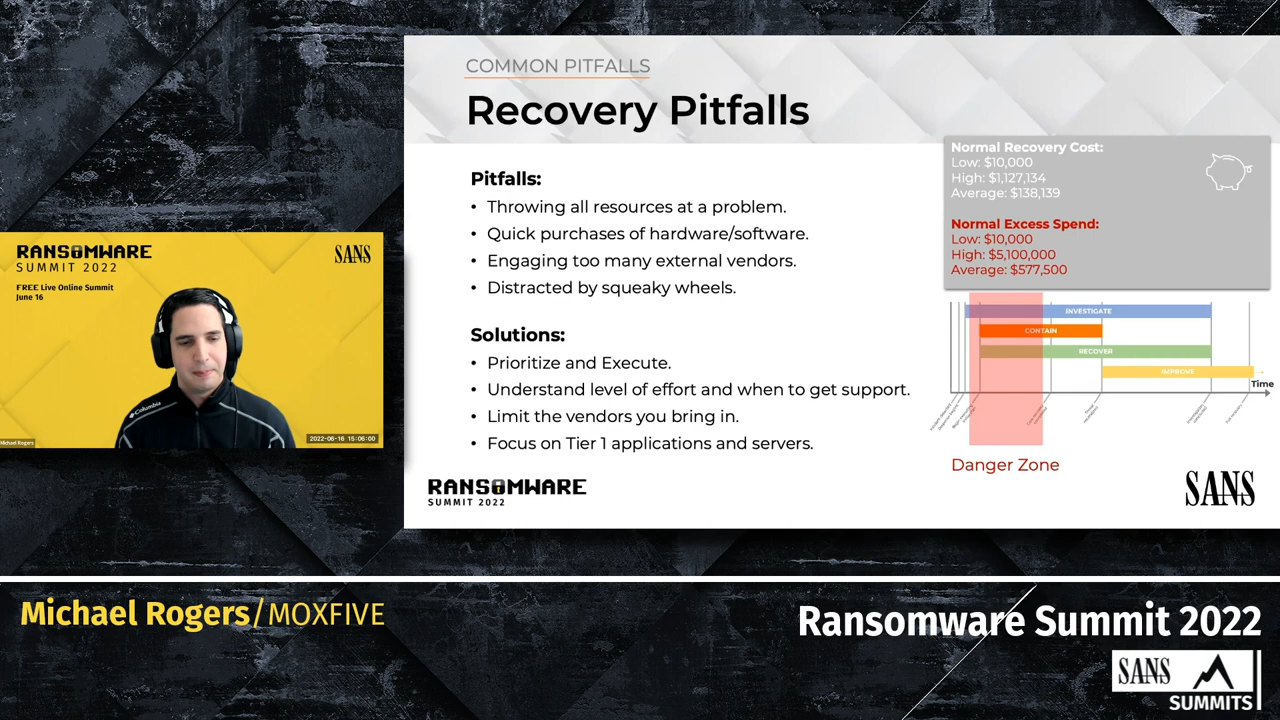 COMMON PITFALLS
Recovery Pitfalls
Pitfalls:
• Throwing all resources at a problem.
• Quick purchases of hardware/software.
• Engaging too many external vendors.
• Distracted by squeaky wheels.
Solutions:
• Prioritize and Execute.
• Understand level of effort and when to get support.
• Limit the vendors you bring in.
• Focus on Tier 1 applications and servers.
Normal Recovery Cost:
Low: $10,000
High: $1,127,134
Average: $138,139
Normal Excess Spend:
Low: $10,000
High: $5,100,000
Average: $577,500
INVESTIGATE
CONTAIN
RECOVER
IMPROVE
Time
Danger Zone
RANSOMWARE
SUMMIT 2022
SANS
RANSOMWARE
SUMMIT 2022
SANS
FREE Live Online Summit
June 16
Columbia
Michael Rogers
2022-06-16 15:06:00
Michael Rogers/MOXFIVE
Ransomware Summit 2022
SANS
SUMMITS